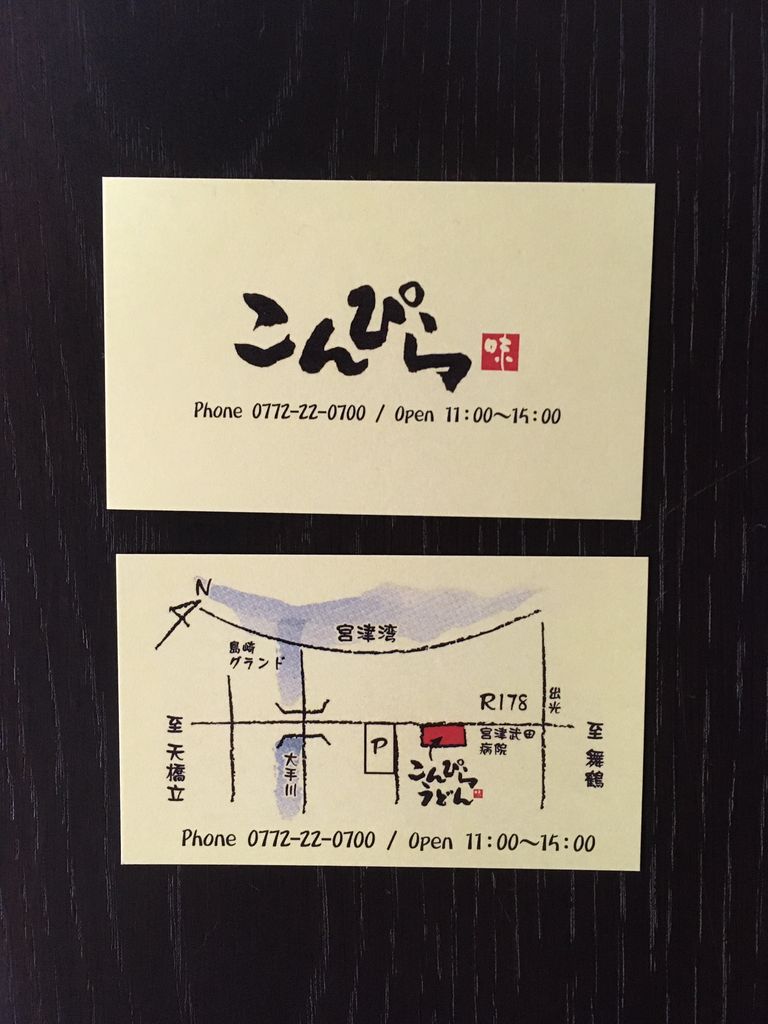 こんぴら 味
Phone 0772-22-0700 / Open 11:00〜15:00
N
宮津湾
島崎
グランド
R178
出光
至 天橋立
大手川
P
宮津武田
病院
至 舞鶴
こんぴら
うどん 味
Phone 0772-22-0700 / Open 11:00〜15:00